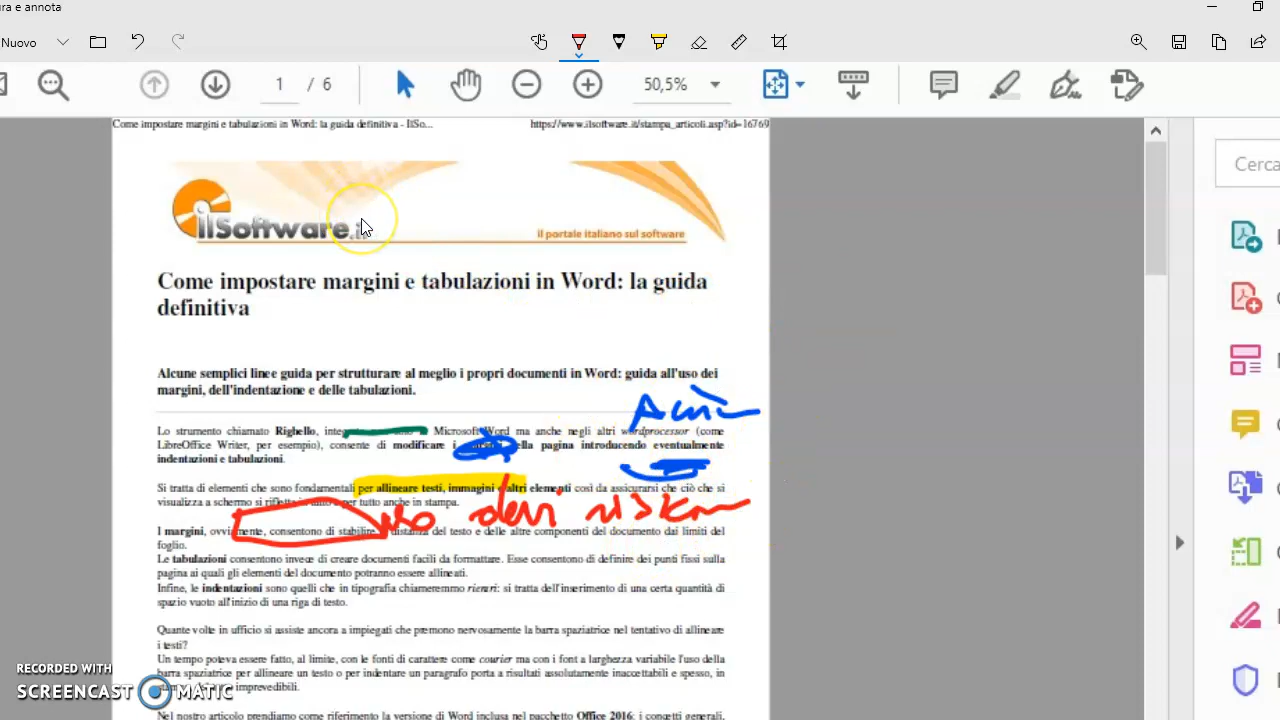 ura e annota
Nuovo
1 / 6
50,5%
Cerca
Come impostare margini e tabulazioni in Word: la guida definitiva - IlSo...
https://www.ilsoftware.it/stampa_articoli.asp?id=16769
ilSoftware.i
il portale italiano sul software
Come impostare margini e tabulazioni in Word: la guida
definitiva
Alcune semplici linee guida per strutturare al meglio i propri documenti in Word: guida all'uso dei
margini, dell'indentazione e delle tabulazioni.
Lo strumento chiamato Righello, Microsoft Word ma anche negli altri wordprocessor (come
LibreOffice Writer, per esempio), consente di modificare i della pagina introducendo eventualmente
indentazioni e tabulazioni.
Si tratta di elementi che sono fondamentali per allineare testi, immagini e altri elementi così da assicurarsi che ciò che si
visualizza a schermo si rifletta in tutto e per tutto anche in stampa.
I margini, ovviamente, consentono di stabilire distanza del testo e delle altre componenti del documento dai limiti del
foglio.
Le tabulazioni consentono invece di creare documenti facili da formattare. Esse consentono di definire dei punti fissi sulla
pagina ai quali gli elementi del documento potranno essere allineati.
Infine, le indentazioni sono quelli che in tipografia chiameremmo rientri: si tratta dell'inserimento di una certa quantità di
spazio vuoto all'inizio di una riga di testo.
Quante volte in ufficio si assiste ancora a impiegati che premono nervosamente la barra spaziatrice nel tentativo di allineare
i testi?
Un tempo poteva essere fatto, al limite, con le fonti di carattere come courier ma con i font a larghezza variabile l'uso della
barra spaziatrice per allineare un testo o per indentare un paragrafo porta a risultati assolutamente inaccettabili e spesso, in
imprevedibili.
Nel nostro articolo prendiamo come riferimento la versione di Word inclusa nel pacchetto Office 2016: i concetti generali,
RECORDED WITH
SCREENCAST MATIC